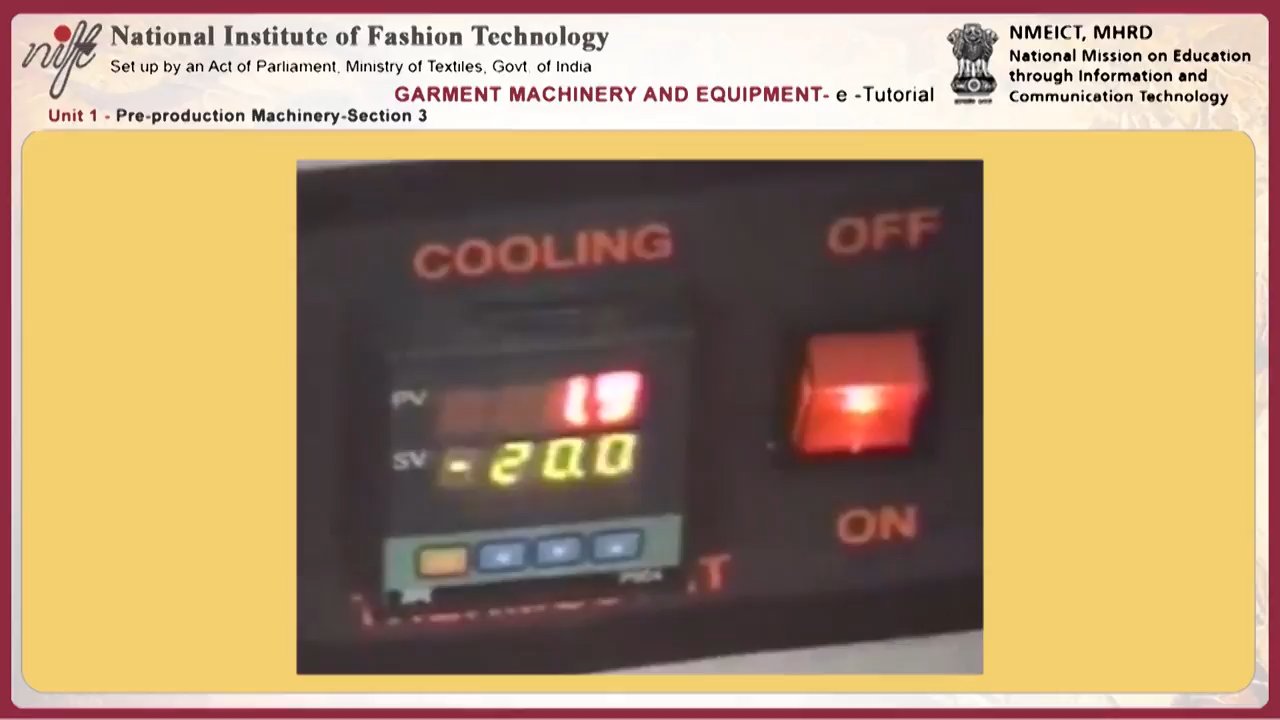 nift
National Institute of Fashion Technology
Set up by an Act of Parliament, Ministry of Textiles, Govt. of India
GARMENT MACHINERY AND EQUIPMENT- e -Tutorial
Unit 1 - Pre-production Machinery-Section 3
NMEICT, MHRD
National Mission on Education
through Information and
Communication Technology
COOLING
OFF
PV
SV -20.0
ON